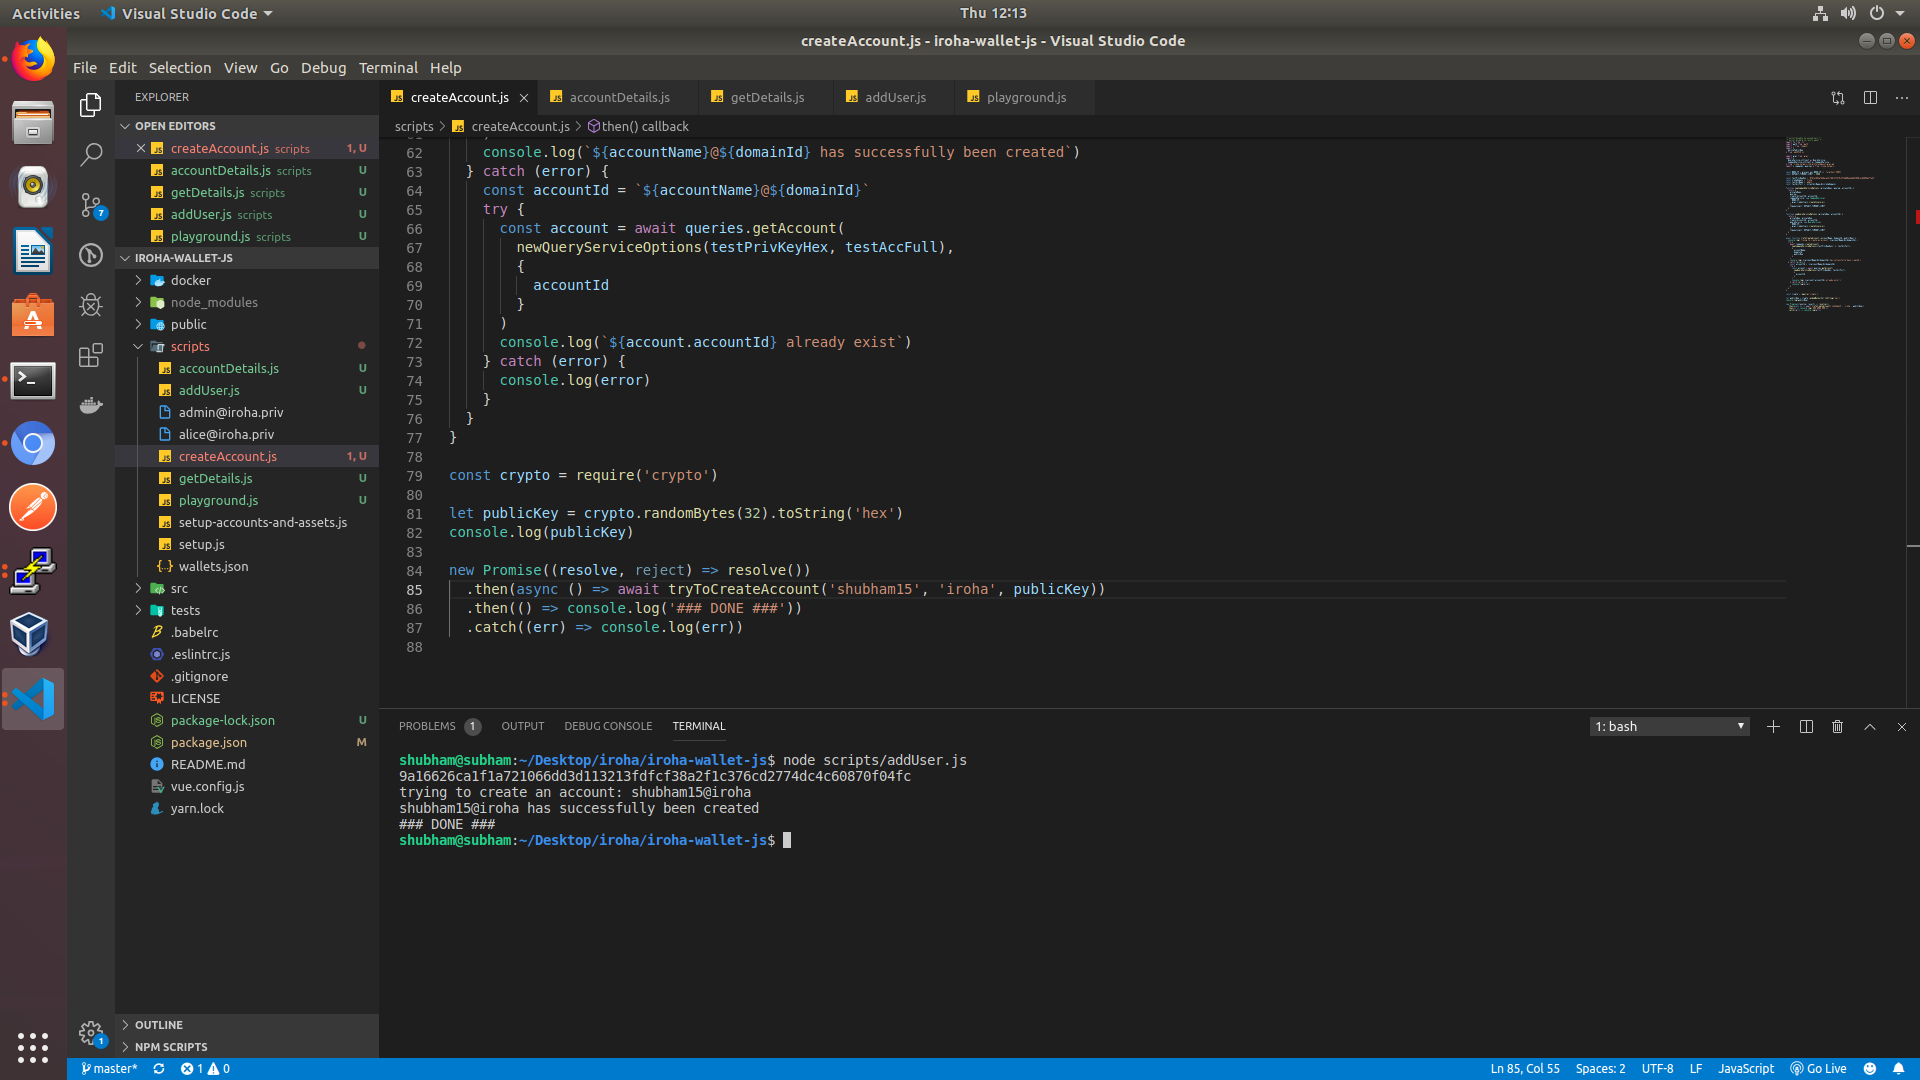 Activities Visual Studio Code Thu 12:13
createAccount.js - iroha-wallet-js - Visual Studio Code
File Edit Selection View Go Debug Terminal Help
EXPLORER
OPEN EDITORS
createAccount.js scripts 1, U
accountDetails.js scripts U
getDetails.js scripts U
addUser.js scripts U
playground.js scripts U
IROHA-WALLET-JS
docker
node_modules
public
scripts
accountDetails.js U
addUser.js U
admin@iroha.priv
alice@iroha.priv
createAccount.js 1, U
getDetails.js U
playground.js U
setup-accounts-and-assets.js
setup.js
wallets.json
src
tests
.babelrc
.eslintrc.js
.gitignore
LICENSE
package-lock.json U
package.json M
README.md
vue.config.js
yarn.lock
OUTLINE
NPM SCRIPTS
7
1
createAccount.js accountDetails.js getDetails.js addUser.js playground.js
scripts > createAccount.js > then() callback
62 console.log(`${accountName}@${domainId} has successfully been created`)
63 } catch (error) {
64 const accountId = `${accountName}@${domainId}`
65 try {
66 const account = await queries.getAccount(
67 newQueryServiceOptions(testPrivKeyHex, testAccFull),
68 {
69 accountId
70 }
71 )
72 console.log(`${account.accountId} already exist`)
73 } catch (error) {
74 console.log(error)
75 }
76 }
77 }
78
79 const crypto = require('crypto')
80
81 let publicKey = crypto.randomBytes(32).toString('hex')
82 console.log(publicKey)
83
84 new Promise((resolve, reject) => resolve())
85 .then(async () => await tryToCreateAccount('shubham15', 'iroha', publicKey))
86 .then(() => console.log('### DONE ###'))
87 .catch((err) => console.log(err))
88
PROBLEMS 1 OUTPUT DEBUG CONSOLE TERMINAL 1: bash
shubham@subham:~/Desktop/iroha/iroha-wallet-js$ node scripts/addUser.js
9a16626ca1f1a721066dd3d113213fdfcf38a2f1c376cd2774dc4c60870f04fc
trying to create an account: shubham15@iroha
shubham15@iroha has successfully been created
### DONE ###
shubham@subham:~/Desktop/iroha/iroha-wallet-js$
master* 1 0 Ln 85, Col 55 Spaces: 2 UTF-8 LF JavaScript Go Live